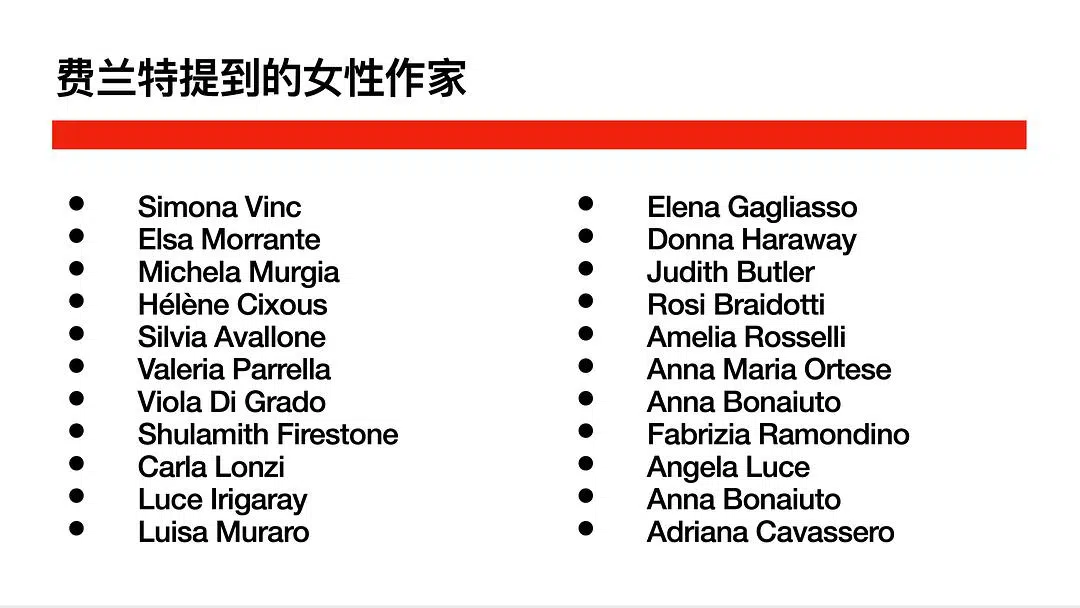 费兰特提到的女性作家
Simona Vinc
Elsa Morrante
Michela Murgia
Hélène Cixous
Silvia Avallone
Valeria Parrella
Viola Di Grado
Shulamith Firestone
Carla Lonzi
Luce Irigaray
Luisa Muraro
Elena Gagliasso
Donna Haraway
Judith Butler
Rosi Braidotti
Amelia Rosselli
Anna Maria Ortese
Anna Bonaiuto
Fabrizia Ramondino
Angela Luce
Anna Bonaiuto
Adriana Cavassero